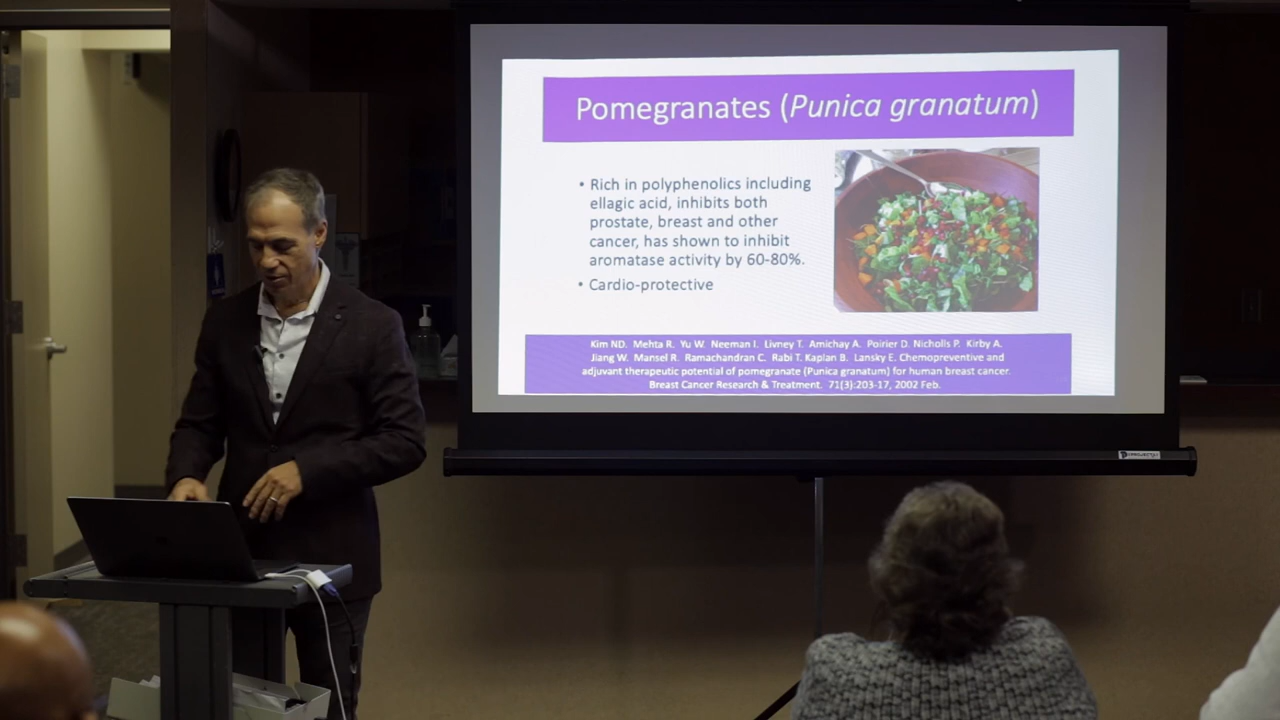 Pomegranates (Punica granatum)
• Rich in polyphenolics including
ellagic acid, inhibits both
prostate, breast and other
cancer, has shown to inhibit
aromatase activity by 60-80%.
• Cardio-protective
Kim ND. Mehta R. Yu W. Neeman I. Livney T. Amichay A. Poirier D. Nicholls P. Kirby A.
Jiang W. Mansel R. Ramachandran C. Rabi T. Kaplan B. Lansky E. Chemopreventive and
adjuvant therapeutic potential of pomegranate (Punica granatum) for human breast cancer.
Breast Cancer Research & Treatment. 71(3):203-17, 2002 Feb.